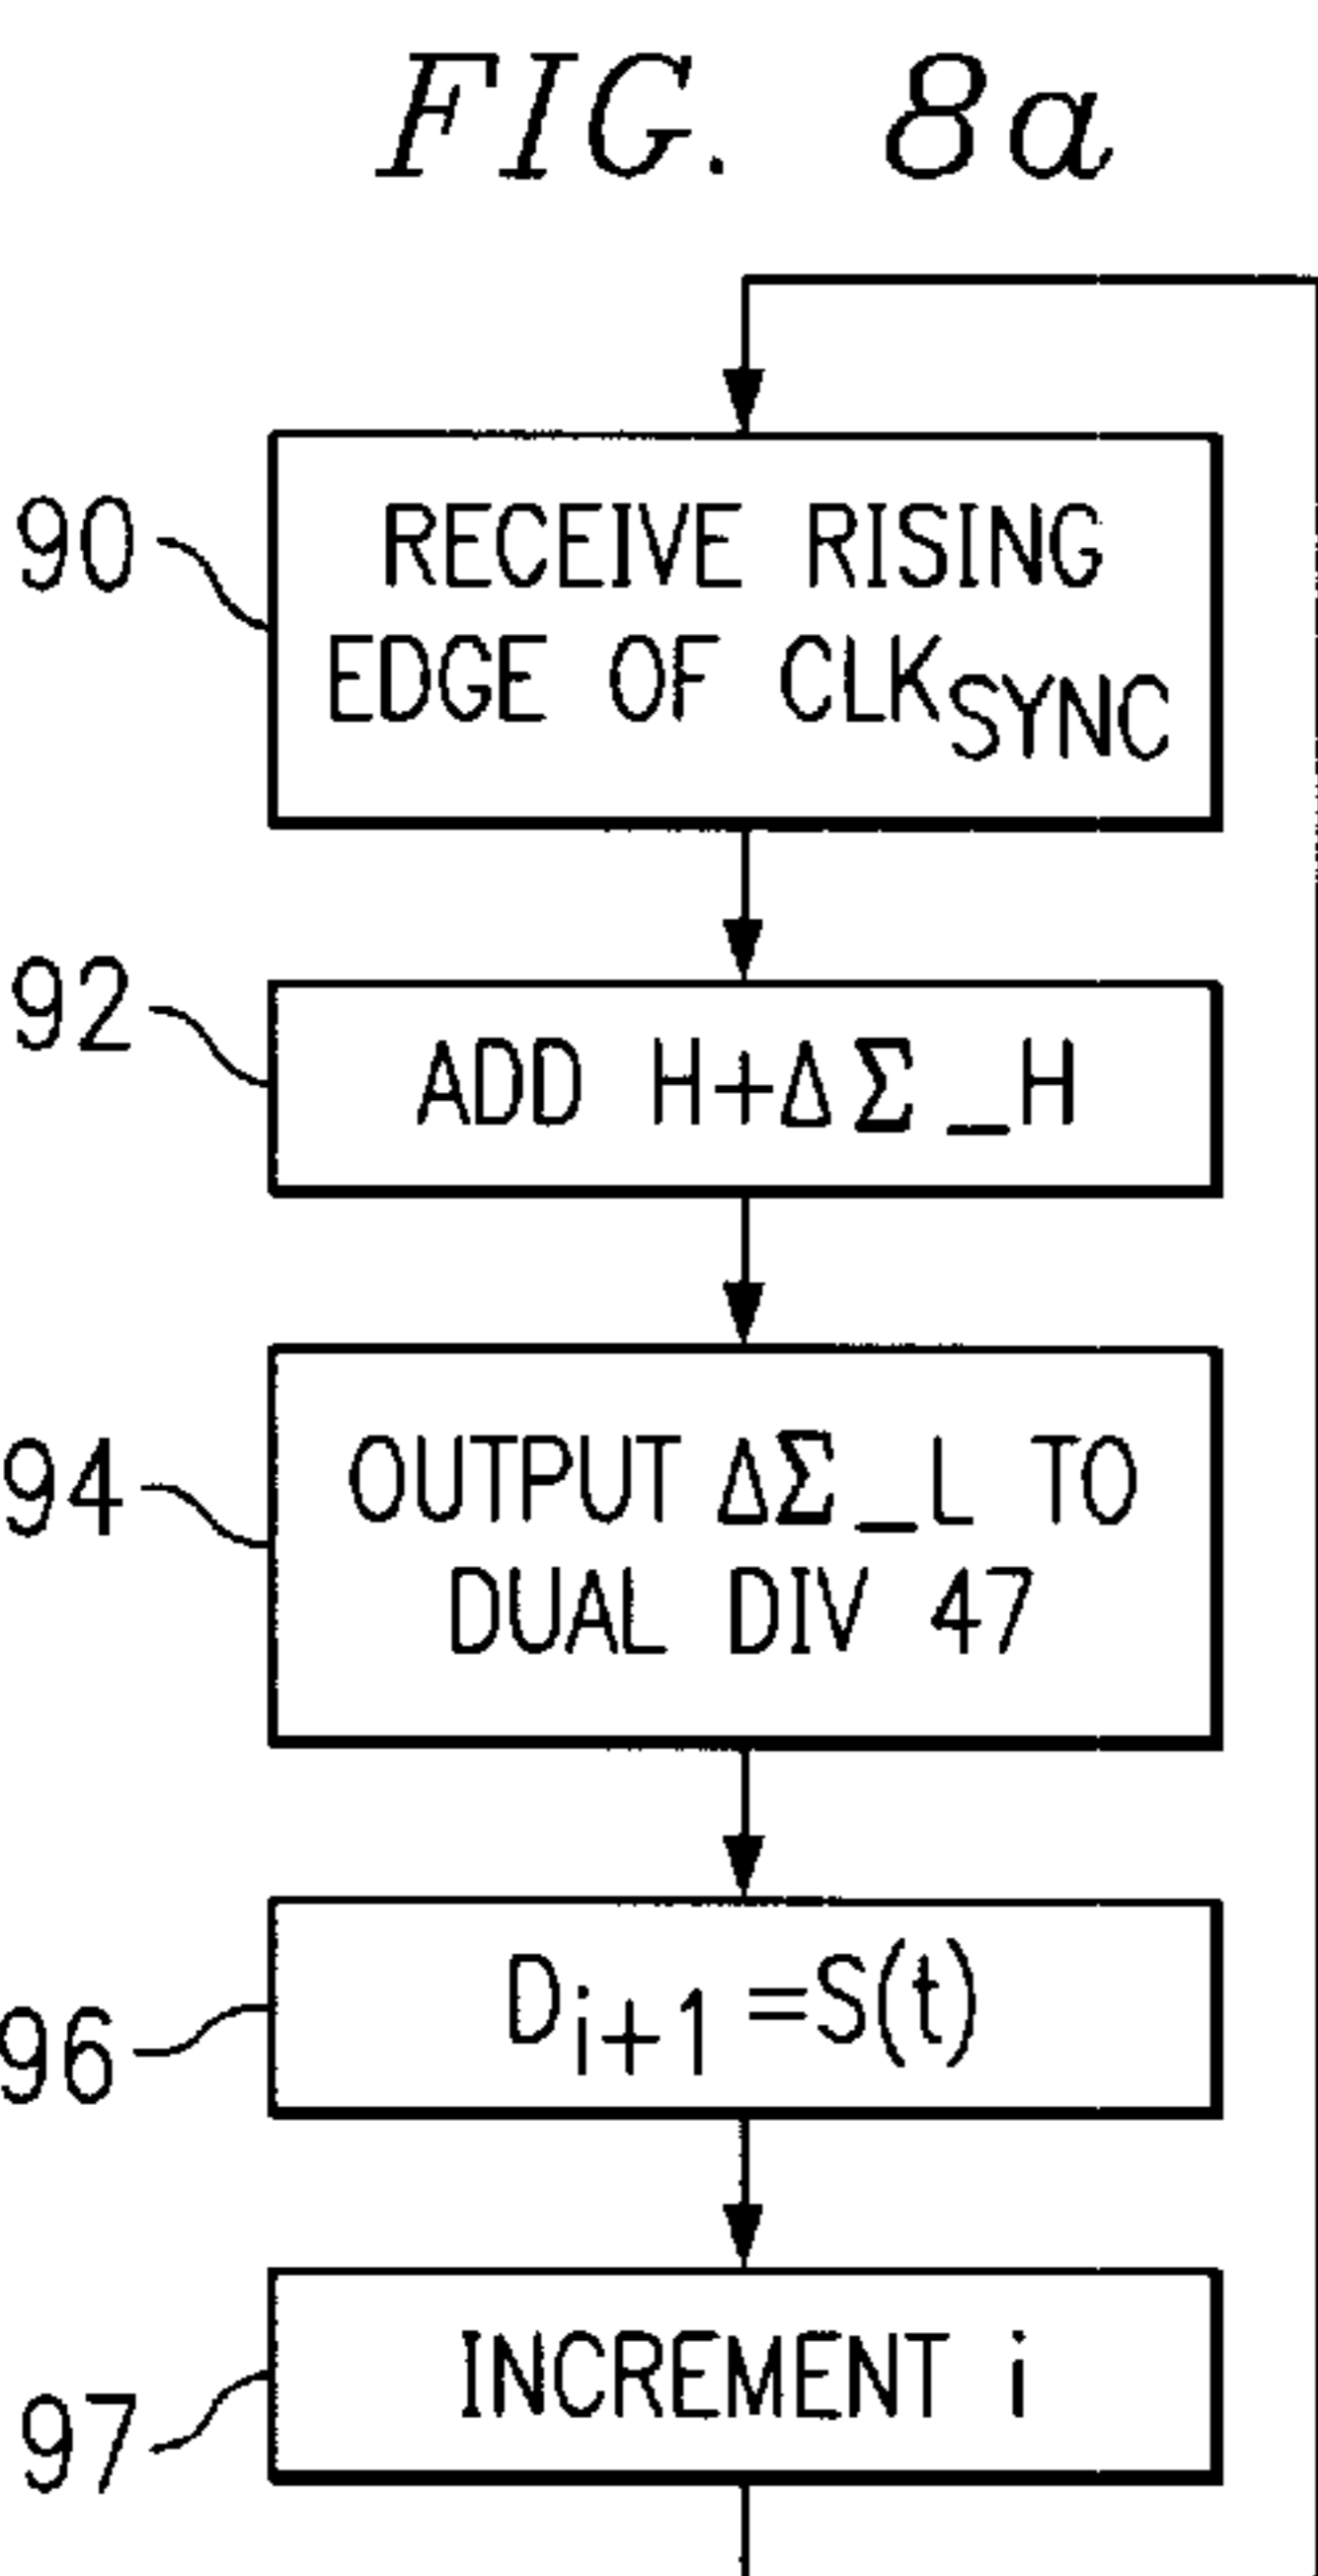 FIG. 8a
90
RECEIVE RISING
EDGE OF CLKSYNC
92
ADD H+ΔΣ_H
94
OUTPUT ΔΣ_L TO
DUAL DIV 47
96
Di+1=S(t)
97
INCREMENT i